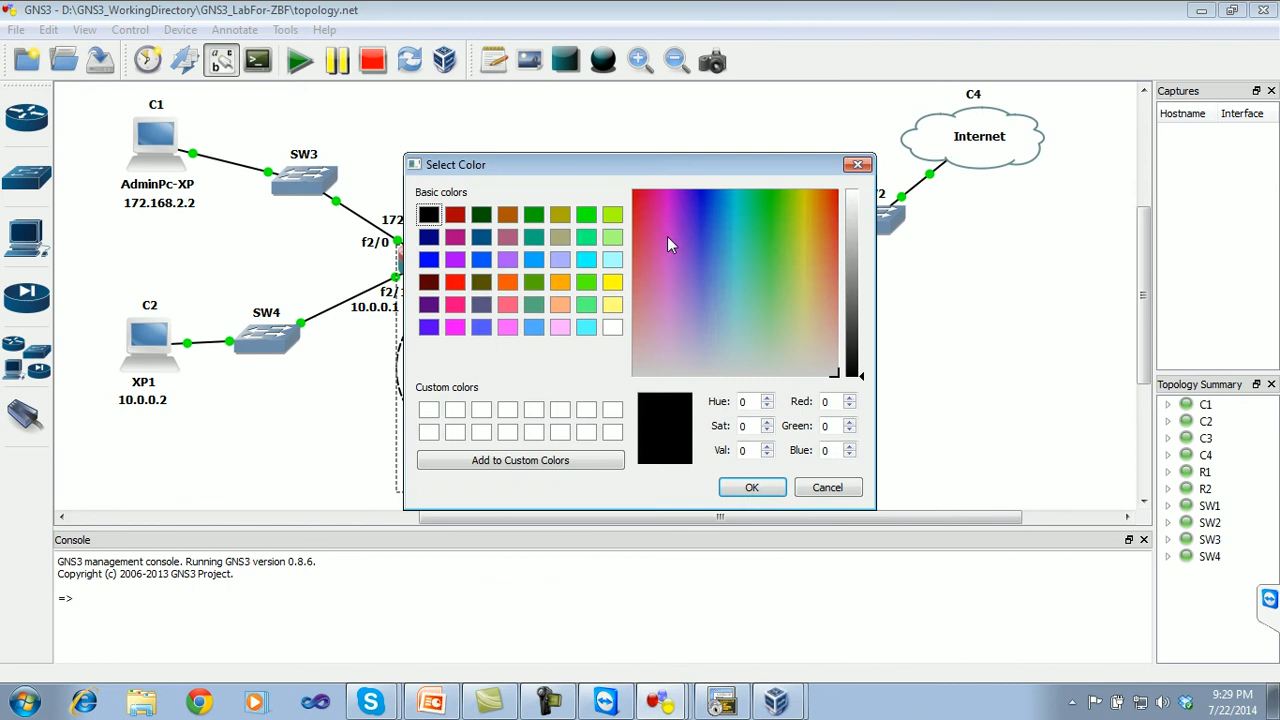 GNS3 - D:\GNS3_WorkingDirectory\GNS3_LabFor-ZBF\topology.net
File Edit View Control Device Annotate Tools Help
C1
AdminPc-XP
172.168.2.2
SW3
172
f2/0
f2/
10.0.0.1
C2
XP1
10.0.0.2
SW4
C4
Internet
2
Select Color
Basic colors
Custom colors
Add to Custom Colors
Hue: 0 Red: 0
Sat: 0 Green: 0
Val: 0 Blue: 0
OK Cancel
Captures
Hostname Interface
Topology Summary
C1
C2
C3
C4
R1
R2
SW1
SW2
SW3
SW4
Console
GNS3 management console. Running GNS3 version 0.8.6.
Copyright (c) 2006-2013 GNS3 Project.
=>
9:29 PM
7/22/2014